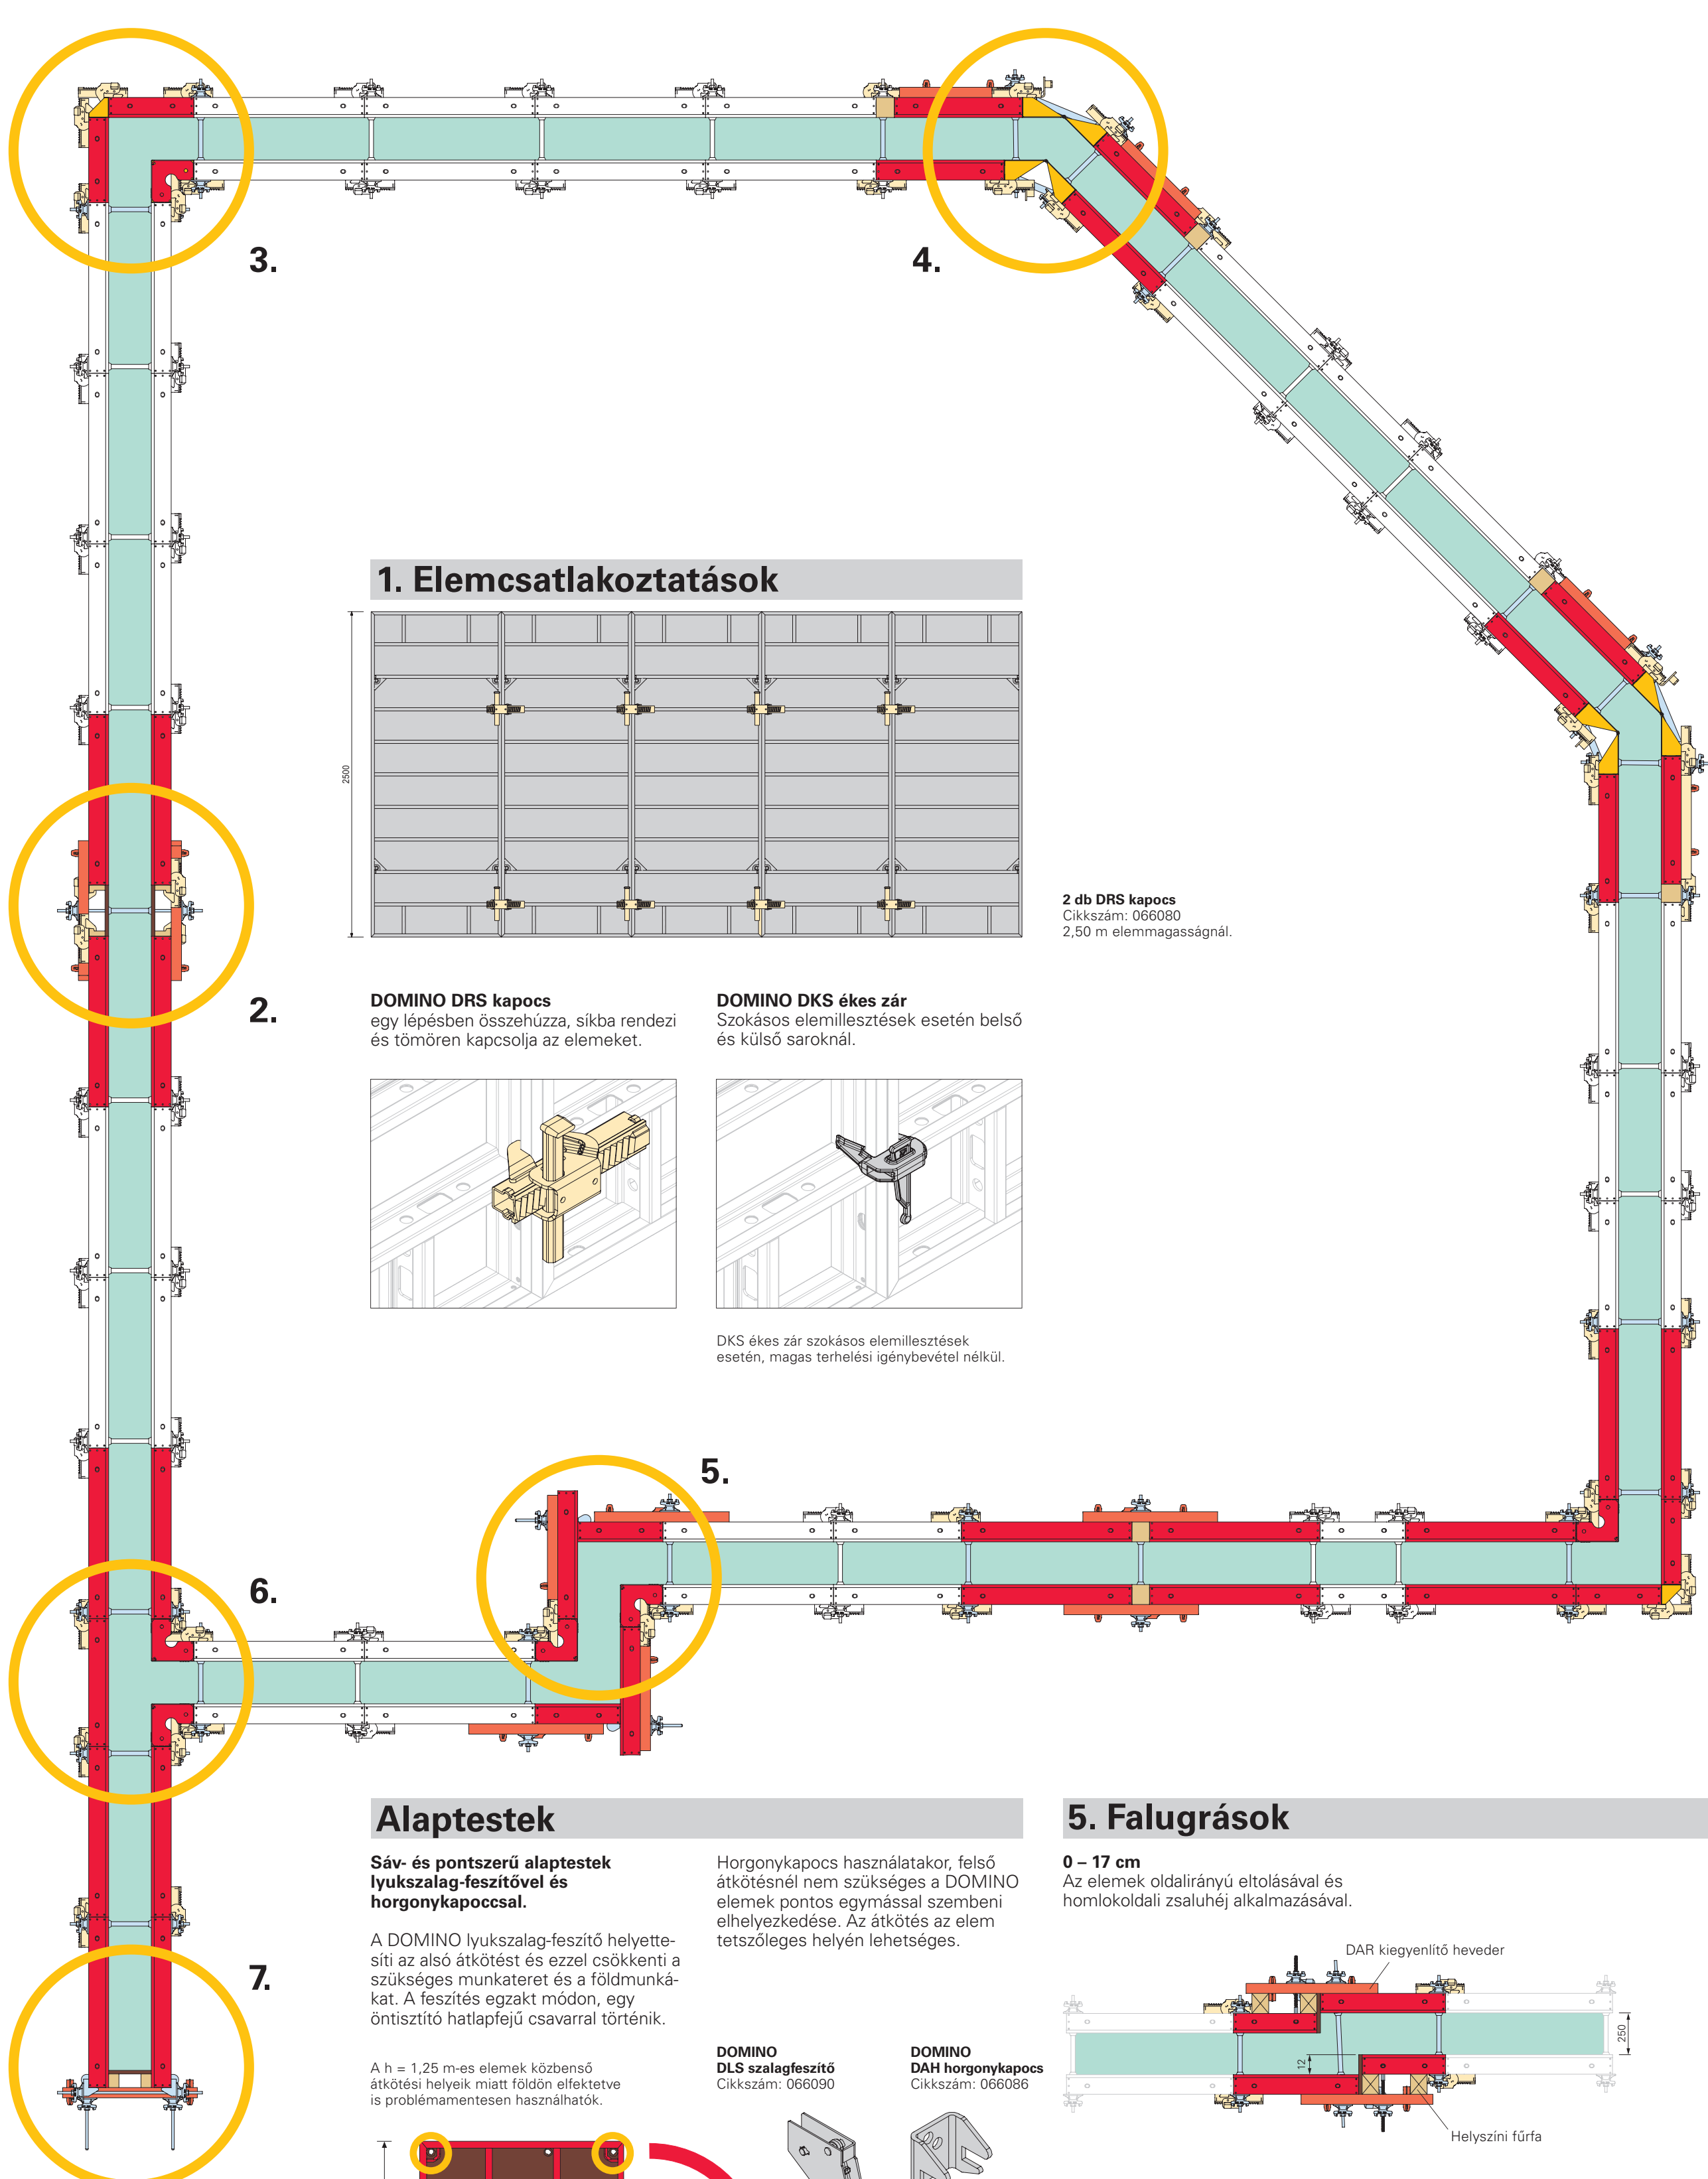 3.
4.
1. Elemcsatlakoztatások
2500
2 db DRS kapocs
Cikkszám: 066080
2,50 m elemmagasságnál.
2.
DOMINO DRS kapocs
egy lépésben összehúzza, síkba rendezi
és tömören kapcsolja az elemeket.
DOMINO DKS ékes zár
Szokásos elemillesztések esetén belső
és külső saroknál.
DKS ékes zár szokásos elemillesztések
esetén, magas terhelési igénybevétel nélkül.
5.
6.
Alaptestek
Sáv- és pontszerű alaptestek
lyukszalag-feszítővel és
horgonykapoccsal.
A DOMINO lyukszalag-feszítő helyette-
síti az alsó átkötést és ezzel csökkenti a
szükséges munkateret és a földmunká-
kat. A feszítés egzakt módon, egy
öntisztító hatlapfejű csavarral történik.
A h = 1,25 m-es elemek közbenső
átkötési helyeik miatt földön elfektetve
is problémamentesen használhatók.
Horgonykapocs használatakor, felső
átkötésnél nem szükséges a DOMINO
elemek pontos egymással szembeni
elhelyezkedése. Az átkötés az elem
tetszőleges helyén lehetséges.
DOMINO
DLS szalagfeszítő
Cikkszám: 066090
DOMINO
DAH horgonykapocs
Cikkszám: 066086
7.
5. Falugrások
0 – 17 cm
Az elemek oldalirányú eltolásával és
homlokoldali zsaluhéj alkalmazásával.
DAR kiegyenlítő heveder
250
12
Helyszíni fűrfa